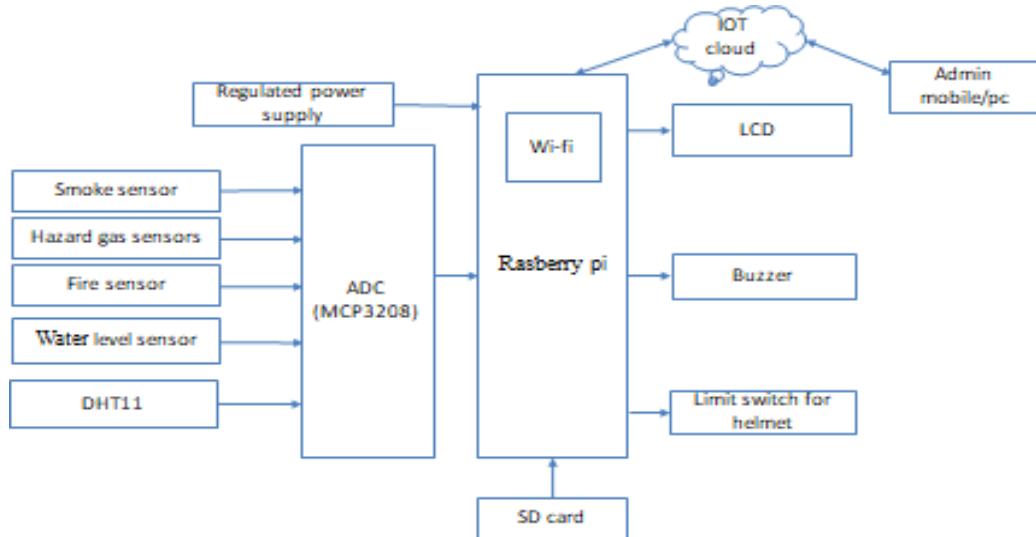 IOT
cloud
Admin
mobile/pc
Regulated power
supply
LCD
Wi-fi
Smoke sensor
Hazard gas sensors
Rasberry pi
Fire sensor
ADC
(MCP3208)
Buzzer
Water level sensor
DHT11
Limit switch for
helmet
SD card